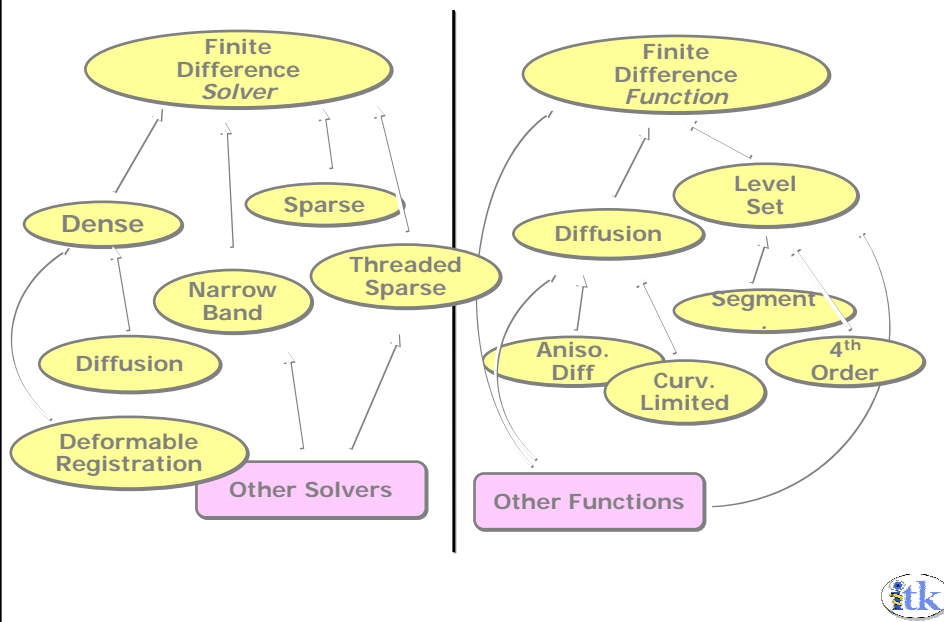 Finite
Difference
Solver
Dense
Sparse
Threaded
Sparse
Narrow
Band
Diffusion
Deformable
Registration
Other Solvers
Finite
Difference
Function
Level
Set
Diffusion
Segment
.
Aniso.
Diff
4th
Order
Curv.
Limited
Other Functions
itk